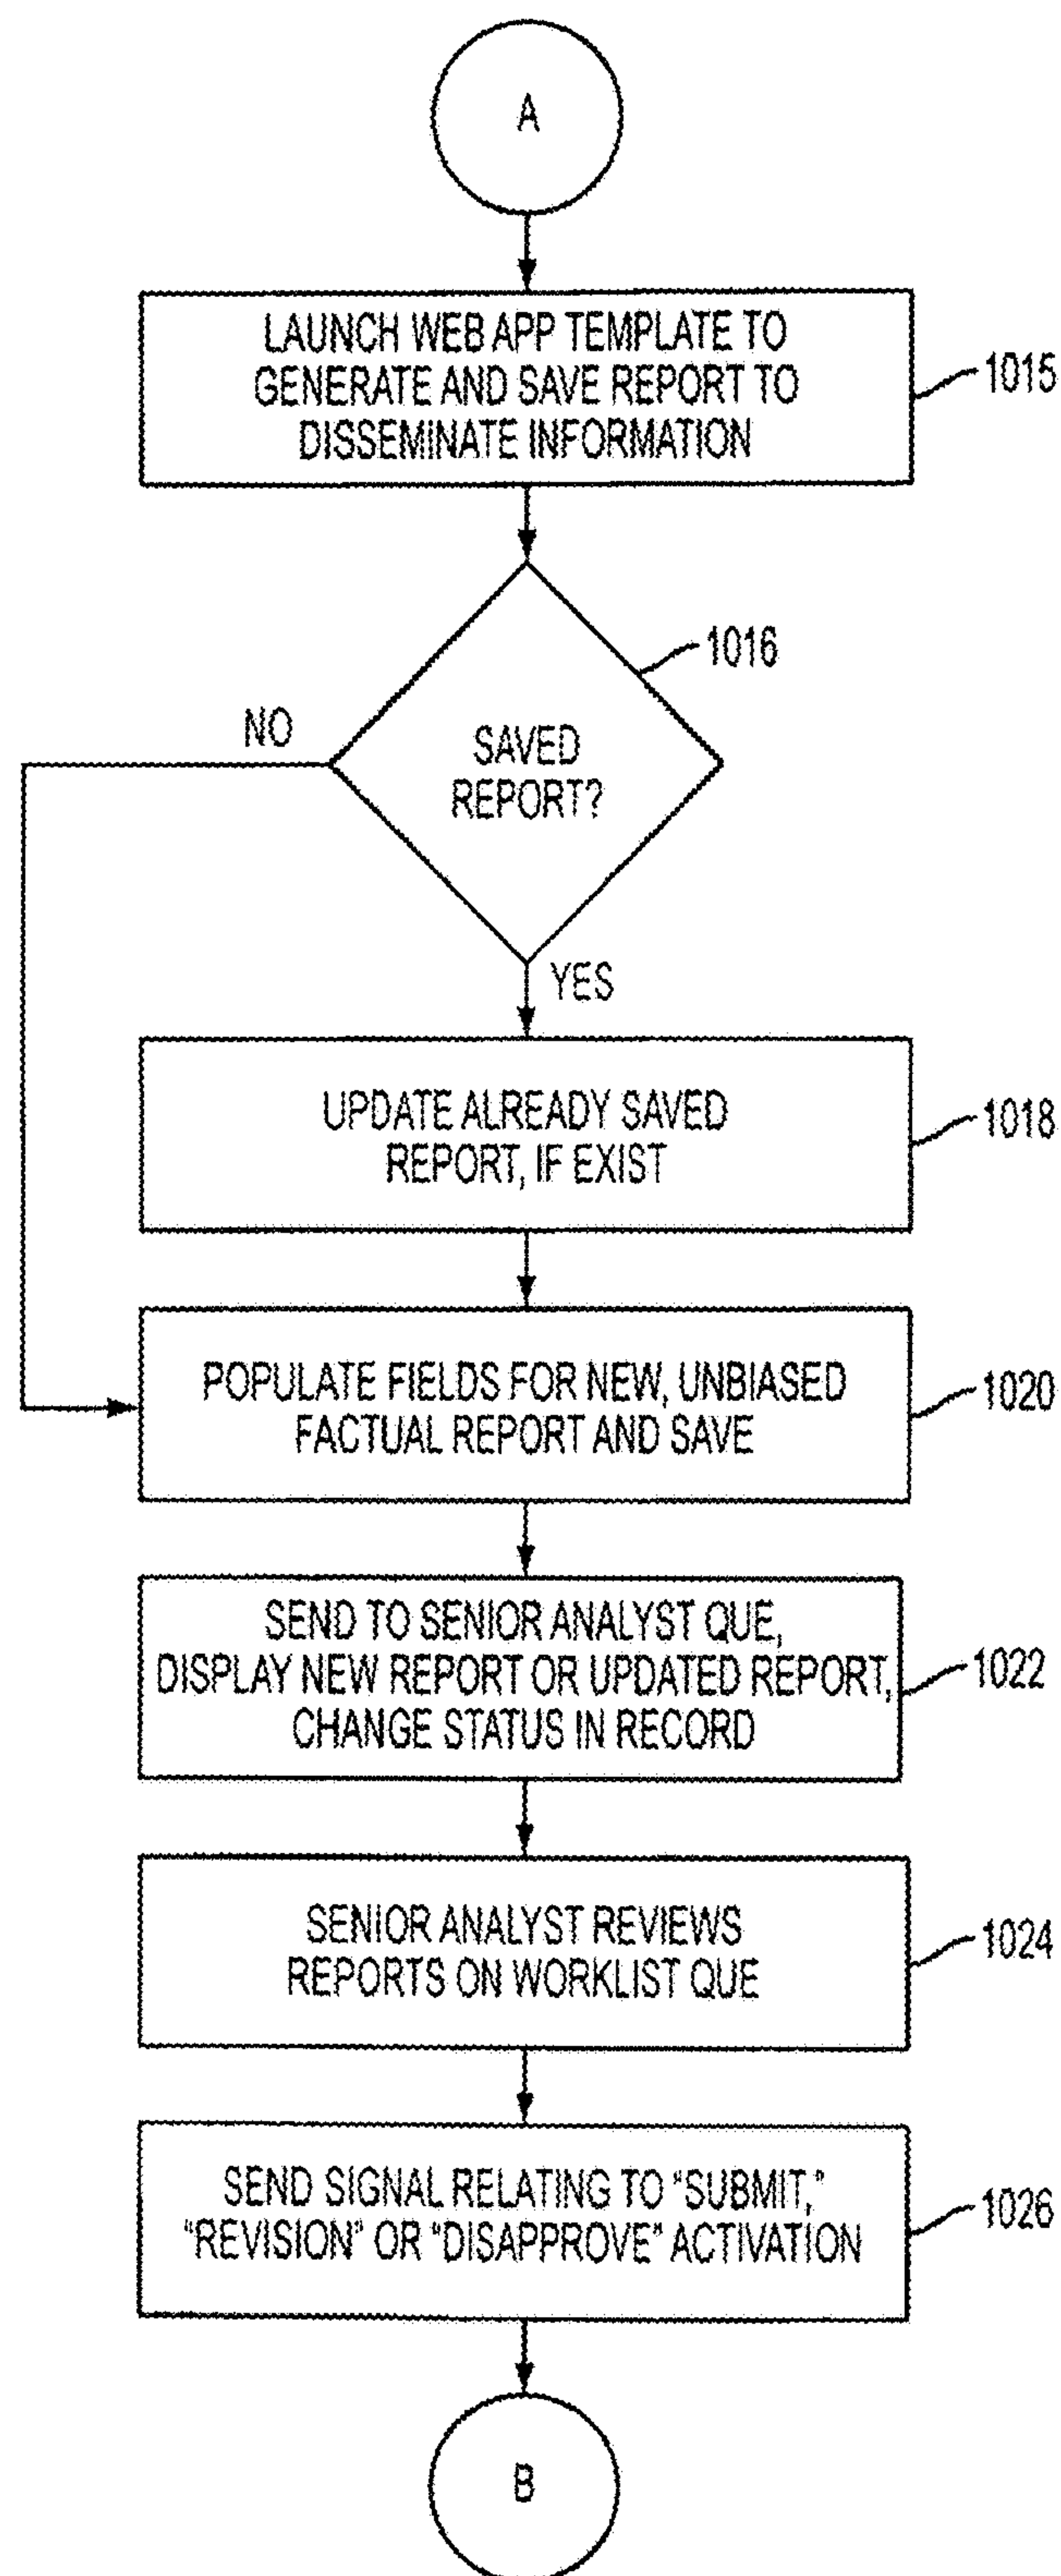 A
LAUNCH WEB APP TEMPLATE TO
GENERATE AND SAVE REPORT TO
DISSEMINATE INFORMATION
1015
1016
NO
SAVED
REPORT?
YES
UPDATE ALREADY SAVED
REPORT, IF EXIST
1018
POPULATE FIELDS FOR NEW, UNBIASED
FACTUAL REPORT AND SAVE
1020
SEND TO SENIOR ANALYST QUE,
DISPLAY NEW REPORT OR UPDATED REPORT,
CHANGE STATUS IN RECORD
1022
SENIOR ANALYST REVIEWS
REPORTS ON WORKLIST QUE
1024
SEND SIGNAL RELATING TO "SUBMIT,"
"REVISION" OR "DISAPPROVE" ACTIVATION
1026
B